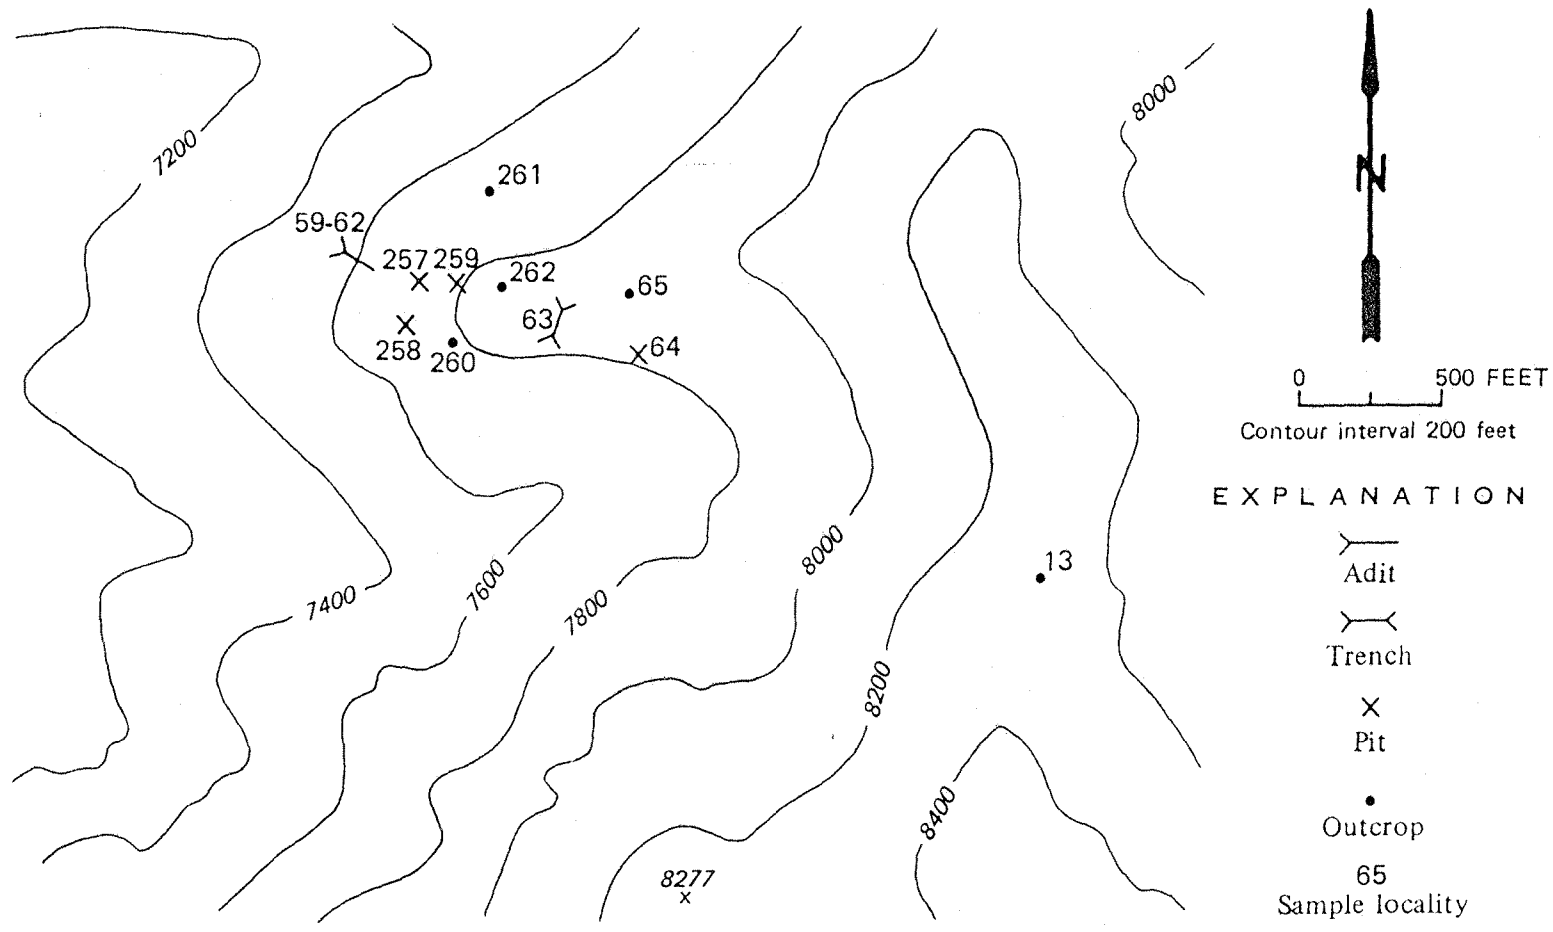 8000
7200
N
261
59-62
257
259
262
65
63
64
258
260
0 500 FEET
Contour interval 200 feet
EXPLANATION
Adit
Trench
Pit
Outcrop
65
Sample locality
8000
13
7600
7400
7800
8200
8400
8277